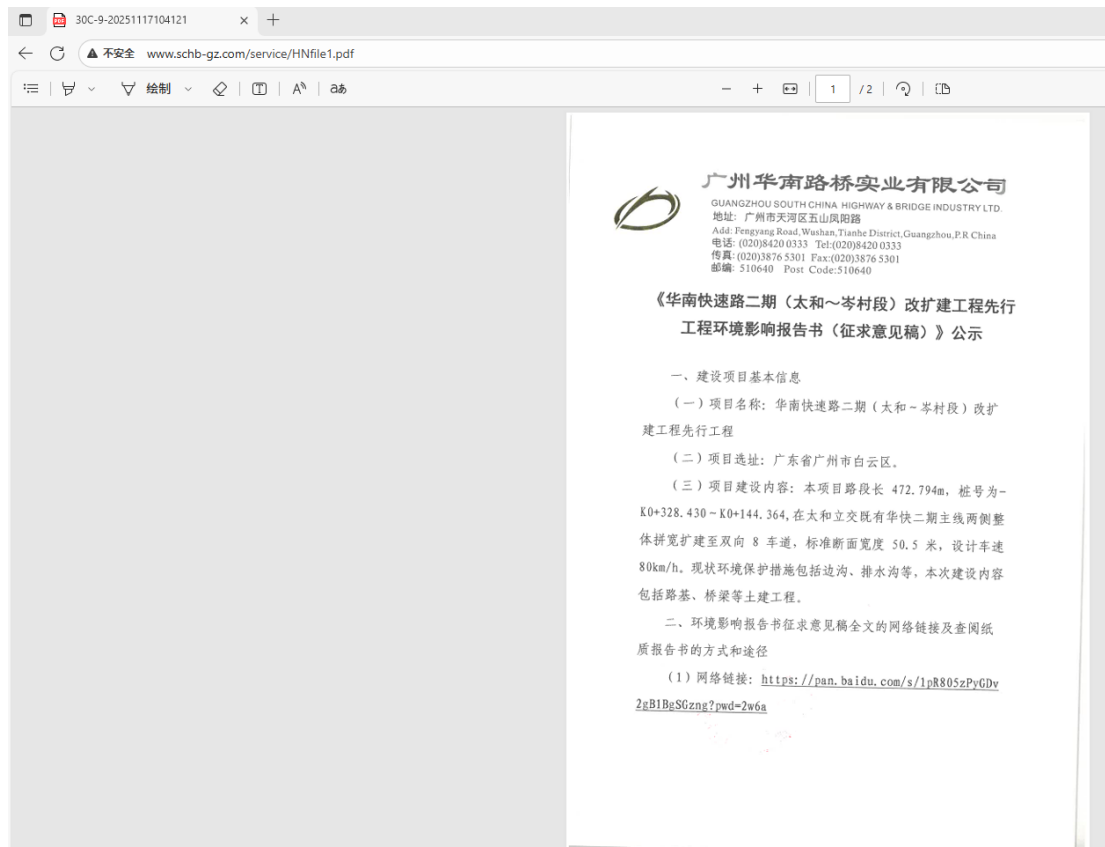 30C-9-20251117104121
不安全 www.schb-gz.com/service/HNfile1.pdf
绘制
aあ
1 /2
广州华南路桥实业有限公司
GUANGZHOU SOUTH CHINA HIGHWAY & BRIDGE INDUSTRY LTD.
地址: 广州市天河区五山凤阳路
Add: Fengyang Road,Wushan,Tianhe District,Guangzhou,P.R China
电话: (020)8420 0333 Tel:(020)8420 0333
传真: (020)3876 5301 Fax:(020)3876 5301
邮编: 510640 Post Code:510640
《华南快速路二期（太和～岑村段）改扩建工程先行
工程环境影响报告书（征求意见稿）》公示
一、建设项目基本信息
（一）项目名称：华南快速路二期（太和～岑村段）改扩
建工程先行工程
（二）项目选址：广东省广州市白云区。
（三）项目建设内容：本项目路段长 472.794m，桩号为-
K0+328.430～K0+144.364,在太和立交既有华快二期主线两侧整
体拼宽扩建至双向 8 车道，标准断面宽度 50.5 米，设计车速
80km/h。现状环境保护措施包括边沟、排水沟等，本次建设内容
包括路基、桥梁等土建工程。
二、环境影响报告书征求意见稿全文的网络链接及查阅纸
质报告书的方式和途径
（1）网络链接：https://pan.baidu.com/s/1pR805zPyGDv
2gB1BgSGzng?pwd=2w6a